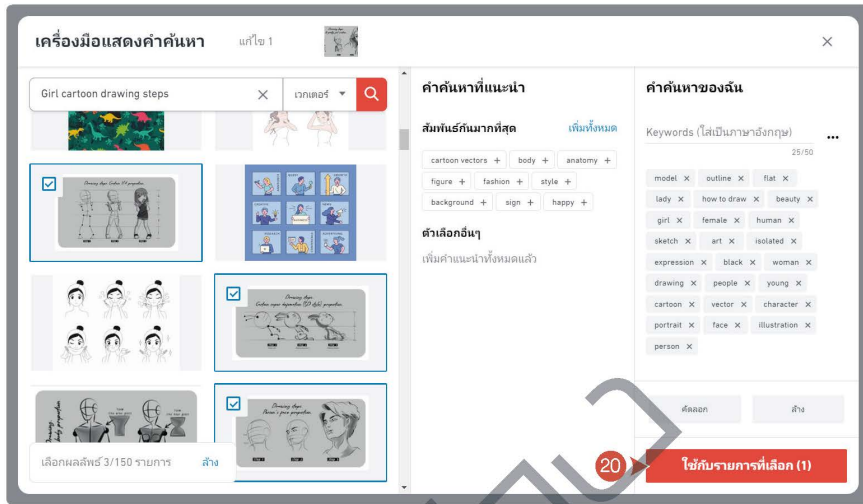 เครื่องมือแสดงคำค้นหา
แก้ไข 1
Girl cartoon drawing steps
เวกเตอร์
เลือกผลลัพธ์ 3/150 รายการ
ล้าง
คำค้นหาที่แนะนำ
สัมพันธ์กันมากที่สุด
เพิ่มทั้งหมด
cartoon vectors +
body +
anatomy +
figure +
fashion +
style +
background +
sign +
happy +
ตัวเลือกอื่นๆ
เพิ่มคำแนะนำทั้งหมดแล้ว
คำค้นหาของฉัน
Keywords (ใส่เป็นภาษาอังกฤษ)
25/50
model ×
outline ×
flat ×
lady ×
how to draw ×
beauty ×
girl ×
female ×
human ×
sketch ×
art ×
isolated ×
expression ×
black ×
woman ×
drawing ×
people ×
young ×
cartoon ×
vector ×
character ×
portrait ×
face ×
illustration ×
person ×
คัดลอก
ล้าง
20
ใช้กับรายการที่เลือก (1)